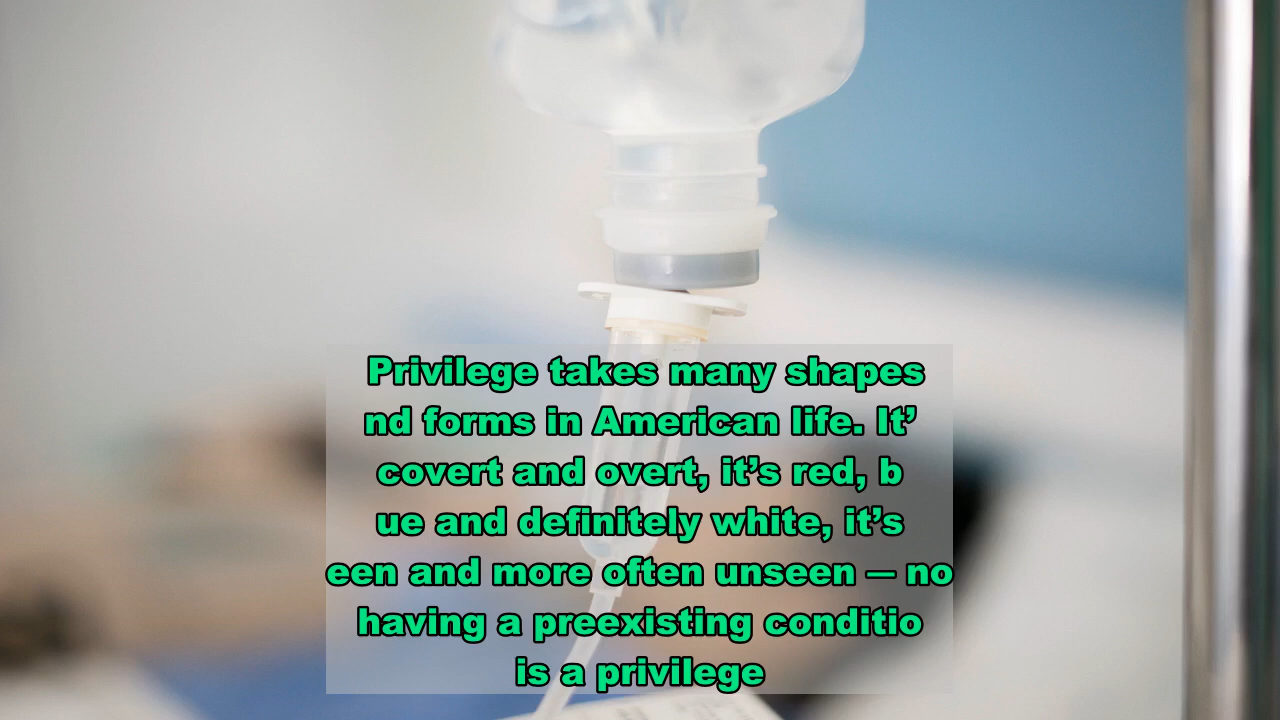 Privilege takes many shapes
nd forms in American life. It’
covert and overt, it’s red, b
ue and definitely white, it’s
een and more often unseen — no
having a preexisting conditio
is a privilege